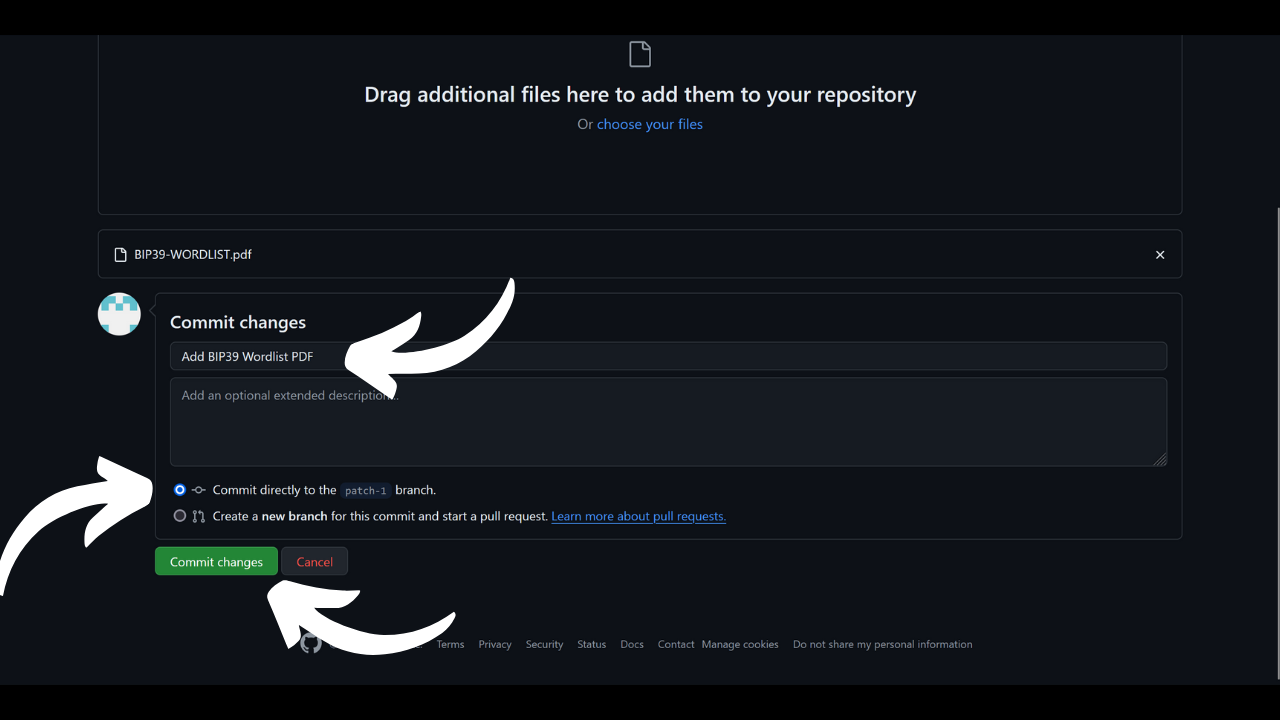 Drag additional files here to add them to your repository
Or choose your files
BIP39-WORDLIST.pdf
Commit changes
Add BIP39 Wordlist PDF
Add an optional extended description...
Commit directly to the patch-1 branch.
Create a new branch for this commit and start a pull request. Learn more about pull requests.
Commit changes Cancel
Terms Privacy Security Status Docs Contact Manage cookies Do not share my personal information